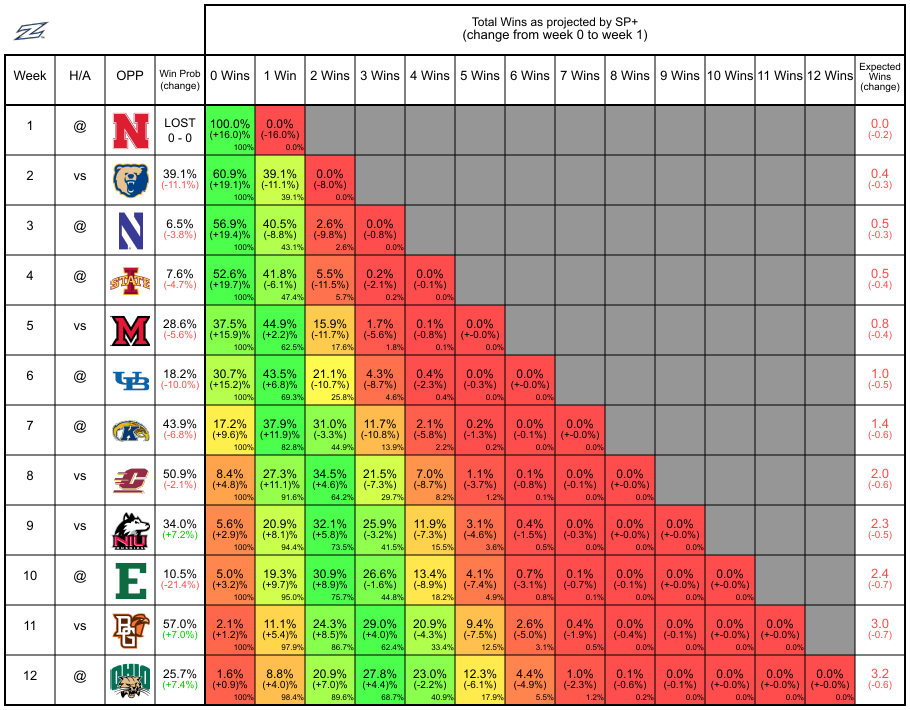 Total Wins as projected by SP+
(change from week 0 to week 1)
Week H/A OPP Win Prob (change) 0 Wins 1 Win 2 Wins 3 Wins 4 Wins 5 Wins 6 Wins 7 Wins 8 Wins 9 Wins 10 Wins 11 Wins 12 Wins Expected Wins (change)
1 @ N LOST 100.0% 0.0% 0.0
0 - 0 (+16.0)% (-16.0%) (-0.2)
100% 0.0%
2 vs 39.1% 60.9% 39.1% 0.0% 0.4
(-11.1%) (+19.1)% (-11.1%) (-8.0%) (-0.3)
100% 39.1% 0.0%
3 @ N 6.5% 56.9% 40.5% 2.6% 0.0% 0.5
(-3.8%) (+19.4)% (-8.8%) (-9.8%) (-0.8%) (-0.3)
100% 43.1% 2.6% 0.0%
4 @ I STATE 7.6% 52.6% 41.8% 5.5% 0.2% 0.0% 0.5
(-4.7%) (+19.7)% (-6.1%) (-11.5%) (-2.1%) (-0.1%) (-0.4)
100% 47.4% 5.7% 0.2% 0.0%
5 vs M 28.6% 37.5% 44.9% 15.9% 1.7% 0.1% 0.0% 0.8
(-5.6%) (+15.9)% (+2.2)% (-11.7%) (-5.6%) (-0.8%) (+-0.0%) (-0.4)
100% 62.5% 17.6% 1.8% 0.1% 0.0%
6 @ UB 18.2% 30.7% 43.5% 21.1% 4.3% 0.4% 0.0% 0.0% 1.0
(-10.0%) (+15.2)% (+6.8)% (-10.7%) (-8.7%) (-2.3%) (-0.3%) (+-0.0%) (-0.5)
100% 69.3% 25.8% 4.6% 0.4% 0.0% 0.0%
7 @ K 43.9% 17.2% 37.9% 31.0% 11.7% 2.1% 0.2% 0.0% 0.0% 1.4
(-6.8%) (+9.6)% (+11.9)% (-3.3%) (-10.8%) (-5.8%) (-1.3%) (-0.1%) (+-0.0%) (-0.6)
100% 82.8% 44.9% 13.9% 2.2% 0.2% 0.0% 0.0%
8 vs C 50.9% 8.4% 27.3% 34.5% 21.5% 7.0% 1.1% 0.1% 0.0% 0.0% 2.0
(-2.1%) (+4.8)% (+11.1)% (+4.6)% (-7.3%) (-8.7%) (-3.7%) (-0.8%) (-0.1%) (+-0.0%) (-0.6)
100% 91.6% 64.2% 29.7% 8.2% 1.2% 0.1% 0.0% 0.0%
9 vs NIU 34.0% 5.6% 20.9% 32.1% 25.9% 11.9% 3.1% 0.4% 0.0% 0.0% 0.0% 2.3
(+7.2%) (+2.9)% (+8.1)% (+5.8)% (-3.2%) (-7.3%) (-4.6%) (-1.5%) (-0.3%) (+-0.0%) (+-0.0%) (-0.5)
100% 94.4% 73.5% 41.5% 15.5% 3.6% 0.5% 0.0% 0.0% 0.0%
10 @ E 10.5% 5.0% 19.3% 30.9% 26.6% 13.4% 4.1% 0.7% 0.1% 0.0% 0.0% 0.0% 2.4
(-21.4%) (+3.2)% (+9.7)% (+8.9)% (-1.6%) (-8.9%) (-7.4%) (-3.1%) (-0.7%) (-0.1%) (+-0.0%) (+-0.0%) (-0.7)
100% 95.0% 75.7% 44.8% 18.2% 4.9% 0.8% 0.1% 0.0% 0.0% 0.0%
11 vs BG 57.0% 2.1% 11.1% 24.3% 29.0% 20.9% 9.4% 2.6% 0.4% 0.0% 0.0% 0.0% 0.0% 3.0
(+7.0%) (+1.2)% (+5.4)% (+8.5)% (+4.0)% (-4.3%) (-7.5%) (-5.0%) (-1.9%) (-0.4%) (-0.1%) (+-0.0%) (+-0.0%) (-0.7)
100% 97.9% 86.7% 62.4% 33.4% 12.5% 3.1% 0.5% 0.0% 0.0% 0.0% 0.0%
12 @ OHIO 25.7% 1.6% 8.8% 20.9% 27.8% 23.0% 12.3% 4.4% 1.0% 0.1% 0.0% 0.0% 0.0% 0.0% 3.2
(+7.4%) (+0.9)% (+4.0)% (+7.0)% (+4.4)% (-2.2%) (-6.1%) (-4.9%) (-2.3%) (-0.6%) (-0.1%) (+-0.0%) (+-0.0%) (+-0.0%) (-0.6)
100% 98.4% 89.6% 68.7% 40.9% 17.9% 5.5% 1.2% 0.2% 0.0% 0.0% 0.0% 0.0%